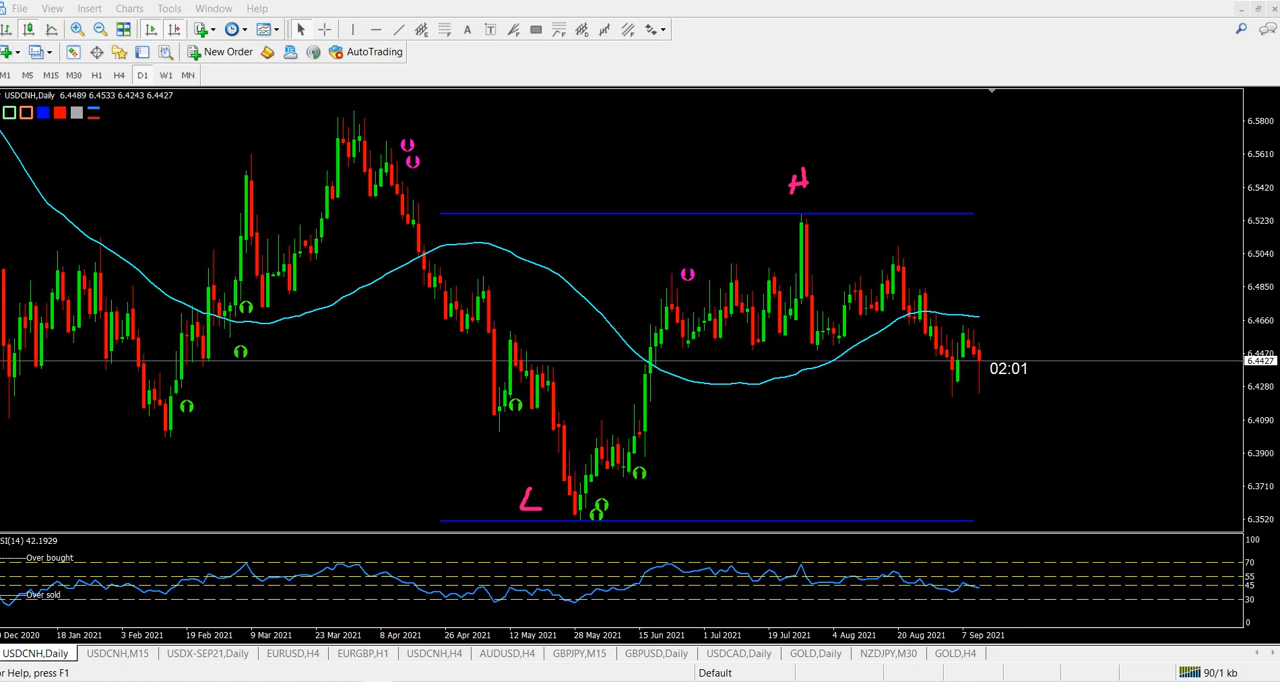 File View Insert Charts Tools Window Help
New Order AutoTrading
M1 M5 M15 M30 H1 H4 D1 W1 MN
USDCNH,Daily 6.4489 6.4533 6.4243 6.4427
6.5800
6.5610
6.5420
6.5230
6.5040
6.4850
6.4660
6.4470
6.4427
6.4280
6.4090
6.3900
6.3710
6.3520
H
02:01
L
SI(14) 42.1929
Over bought
Over sold
100
70
55
45
30
0
Dec 2020 18 Jan 2021 3 Feb 2021 19 Feb 2021 9 Mar 2021 23 Mar 2021 8 Apr 2021 26 Apr 2021 12 May 2021 28 May 2021 15 Jun 2021 1 Jul 2021 19 Jul 2021 4 Aug 2021 20 Aug 2021 7 Sep 2021
USDCNH,Daily USDCNH,M15 USDX-SEP21,Daily EURUSD,H4 EURGBP,H1 USDCNH,H4 AUDUSD,H4 GBPJPY,M15 GBPUSD,Daily USDCAD,Daily GOLD,Daily NZDJPY,M30 GOLD,H4
or Help, press F1 Default 90/1 kb